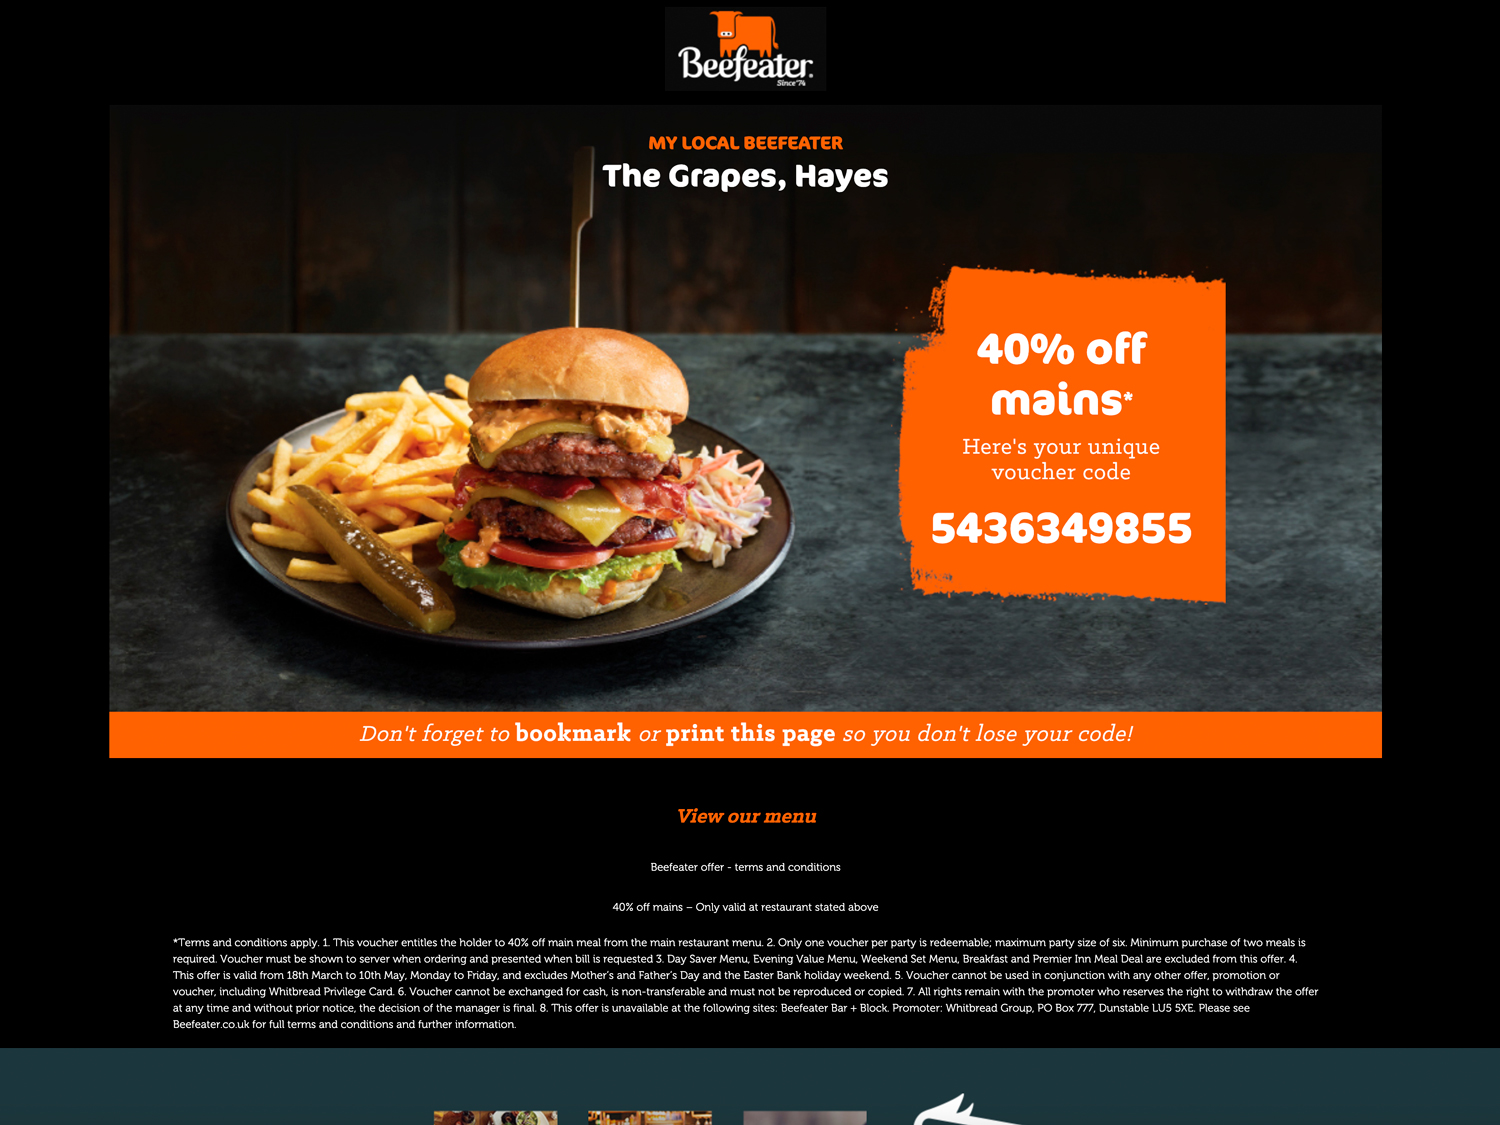 Beefeater.
Since '74
MY LOCAL BEEFEATER
The Grapes, Hayes
40% off
mains*
Here's your unique
voucher code
5436349855
Don't forget to bookmark or print this page so you don't lose your code!
View our menu
Beefeater offer - terms and conditions
40% off mains – Only valid at restaurant stated above
*Terms and conditions apply. 1. This voucher entitles the holder to 40% off main meal from the main restaurant menu. 2. Only one voucher per party is redeemable; maximum party size of six. Minimum purchase of two meals is
required. Voucher must be shown to server when ordering and presented when bill is requested 3. Day Saver Menu, Evening Value Menu, Weekend Set Menu, Breakfast and Premier Inn Meal Deal are excluded from this offer. 4.
This offer is valid from 18th March to 10th May, Monday to Friday, and excludes Mother's and Father's Day and the Easter Bank holiday weekend. 5. Voucher cannot be used in conjunction with any other offer, promotion or
voucher, including Whitbread Privilege Card. 6. Voucher cannot be exchanged for cash, is non-transferable and must not be reproduced or copied. 7. All rights remain with the promoter who reserves the right to withdraw the offer
at any time and without prior notice, the decision of the manager is final. 8. This offer is unavailable at the following sites: Beefeater Bar + Block. Promoter: Whitbread Group, PO Box 777, Dunstable LU5 5XE. Please see
Beefeater.co.uk for full terms and conditions and further information.